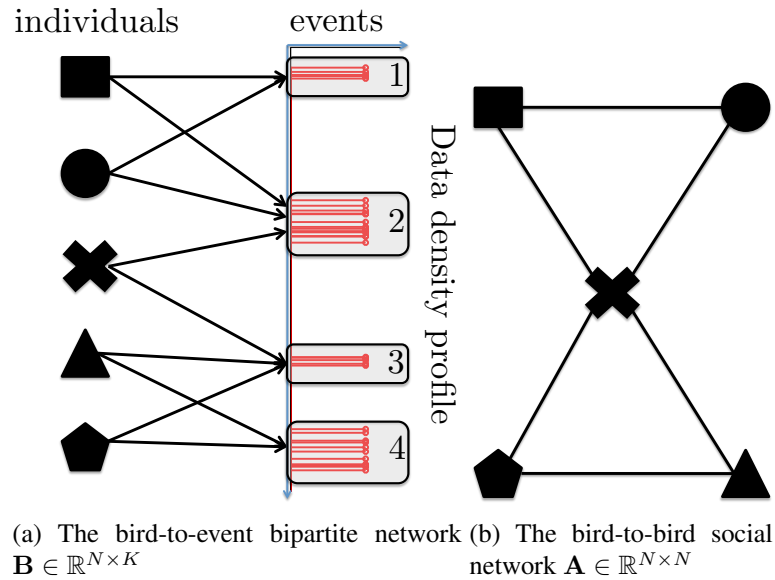 individuals
events
1
2
3
4
Data density profile
(a) The bird-to-event bipartite network
B ∈ ℝ^{N×K}
(b) The bird-to-bird social
network A ∈ ℝ^{N×N}